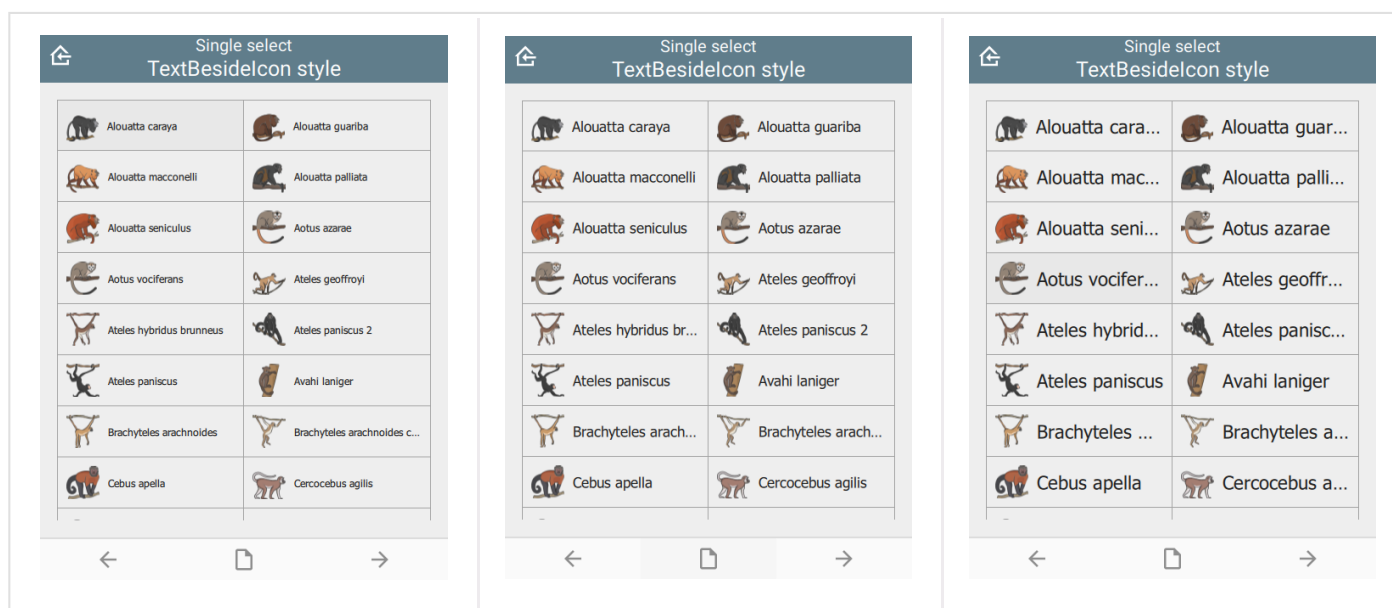 Single select
TextBesideIcon style
Alouatta caraya
Alouatta guariba
Alouatta macconelli
Alouatta palliata
Alouatta seniculus
Aotus azarae
Aotus vociferans
Ateles geoffroyi
Ateles hybridus brunneus
Ateles paniscus 2
Ateles paniscus
Avahi laniger
Brachyteles arachnoides
Brachyteles arachnoides c...
Cebus apella
Cercocebus agilis
Single select
TextBesideIcon style
Alouatta caraya
Alouatta guariba
Alouatta macconelli
Alouatta palliata
Alouatta seniculus
Aotus azarae
Aotus vociferans
Ateles geoffroyi
Ateles hybridus br...
Ateles paniscus 2
Ateles paniscus
Avahi laniger
Brachyteles arach...
Brachyteles arach...
Cebus apella
Cercocebus agilis
Single select
TextBesideIcon style
Alouatta cara...
Alouatta guar...
Alouatta mac...
Alouatta palli...
Alouatta seni...
Aotus azarae
Aotus vocifer...
Ateles geoffr...
Ateles hybrid...
Ateles panisc...
Ateles paniscus
Avahi laniger
Brachyteles ...
Brachyteles a...
Cebus apella
Cercocebus a...